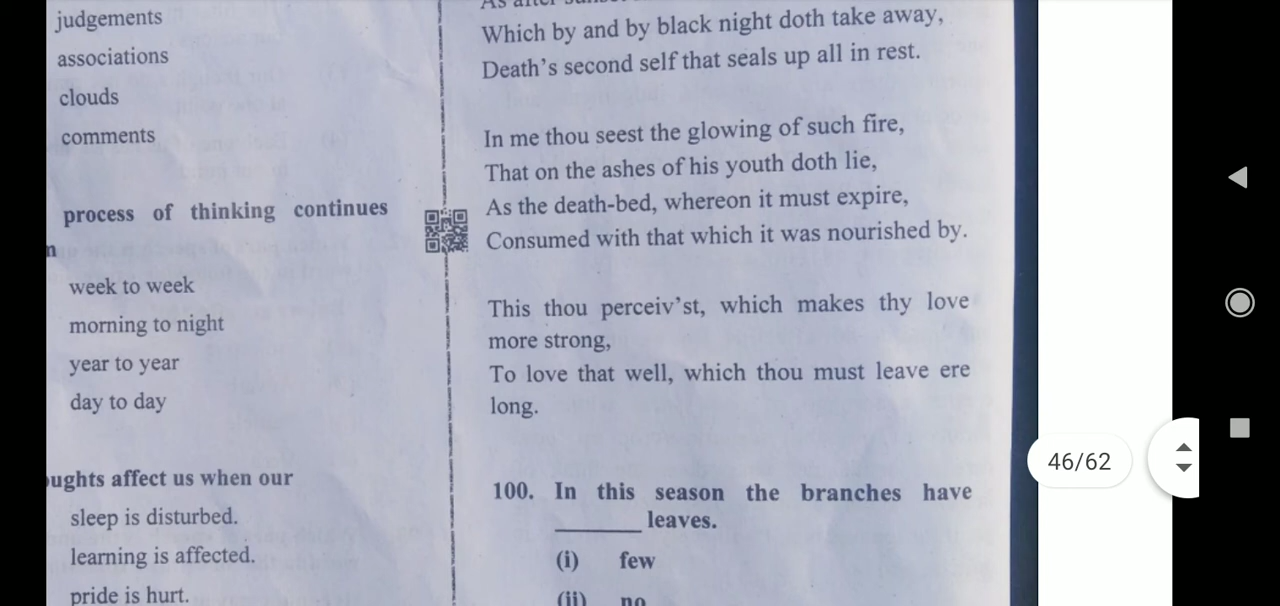 judgements
associations
clouds
comments
process of thinking continues
n
week to week
morning to night
year to year
day to day
oughts affect us when our
sleep is disturbed.
learning is affected.
pride is hurt.
As after
Which by and by black night doth take away,
Death's second self that seals up all in rest.
In me thou seest the glowing of such fire,
That on the ashes of his youth doth lie,
As the death-bed, whereon it must expire,
Consumed with that which it was nourished by.
This thou perceiv'st, which makes thy love
more strong,
To love that well, which thou must leave ere
long.
100. In this season the branches have
______ leaves.
(i) few
(ii) no
46/62